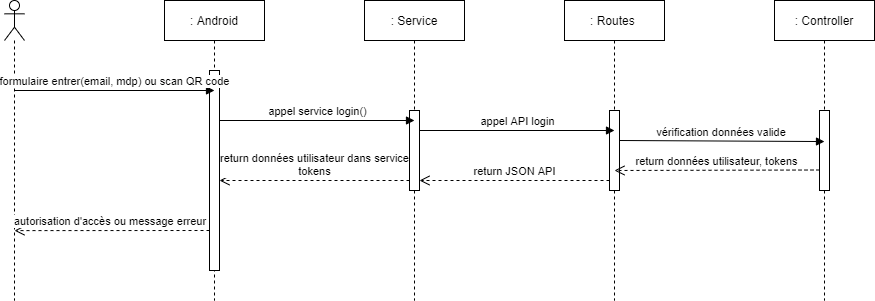 : Android
: Service
: Routes
: Controller
formulaire entrer(email, mdp) ou scan QR code
appel service login()
appel API login
vérification données valide
return données utilisateur dans service
tokens
return JSON API
return données utilisateur, tokens
autorisation d'accès ou message erreur